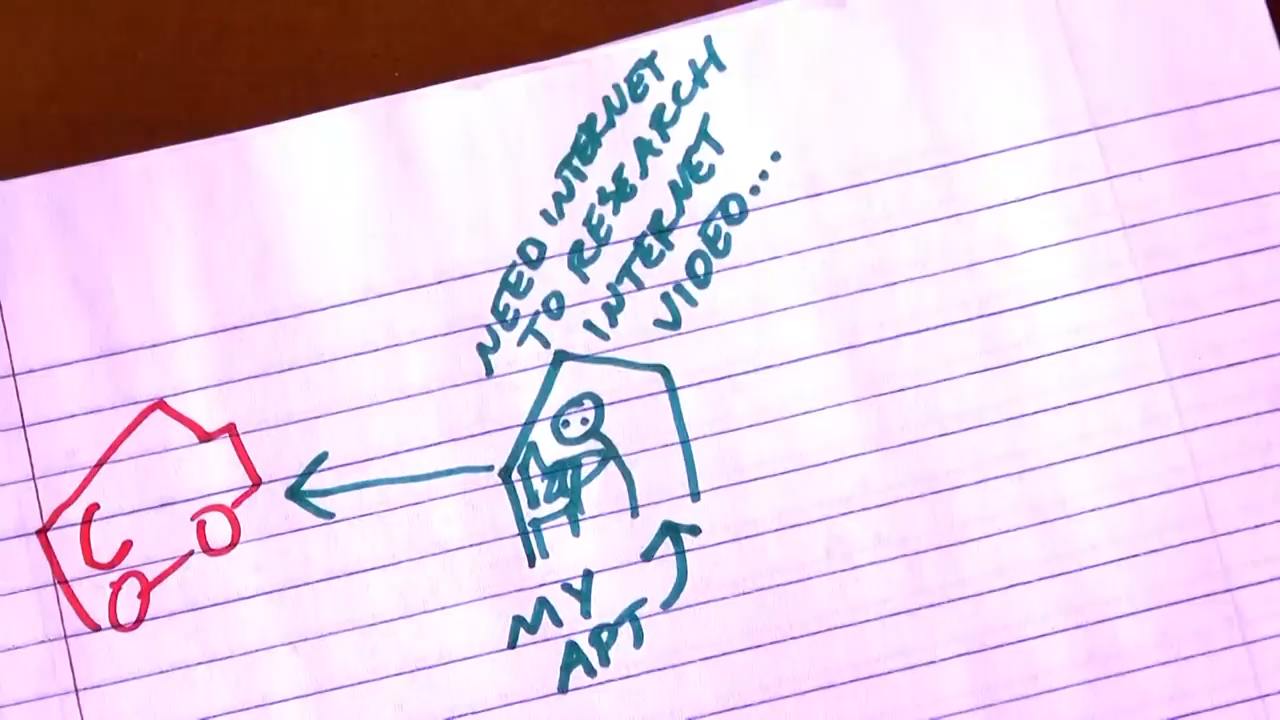 NEED INTERNET
TO RESEARCH
INTERNET
VIDEO...
C
MY
APT